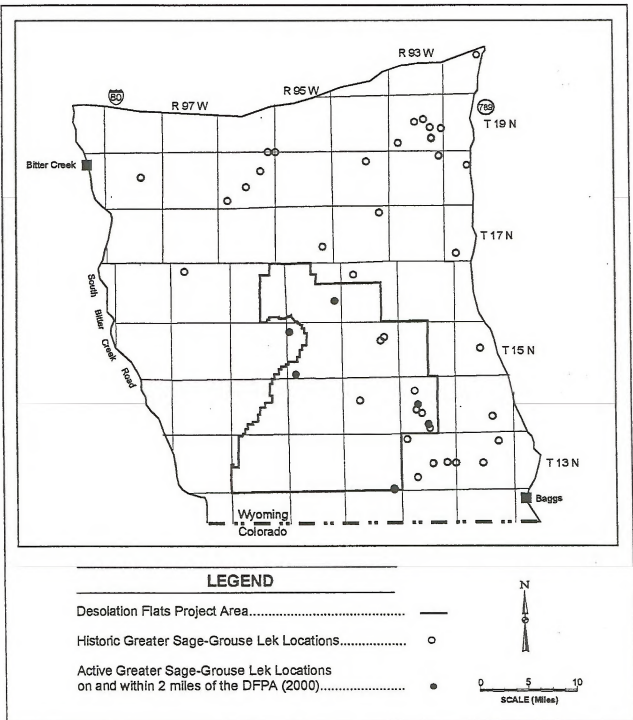 R 93 W
R 95 W
80
R 97 W
789
T 19 N
Bitter Creek
T 17 N
South Bitter Creek Road
T 15 N
T 13 N
Baggs
Wyoming
Colorado
LEGEND
Desolation Flats Project Area
Historic Greater Sage-Grouse Lek Locations
Active Greater Sage-Grouse Lek Locations
on and within 2 miles of the DFPA (2000)
N
0 5 10
SCALE (Miles)